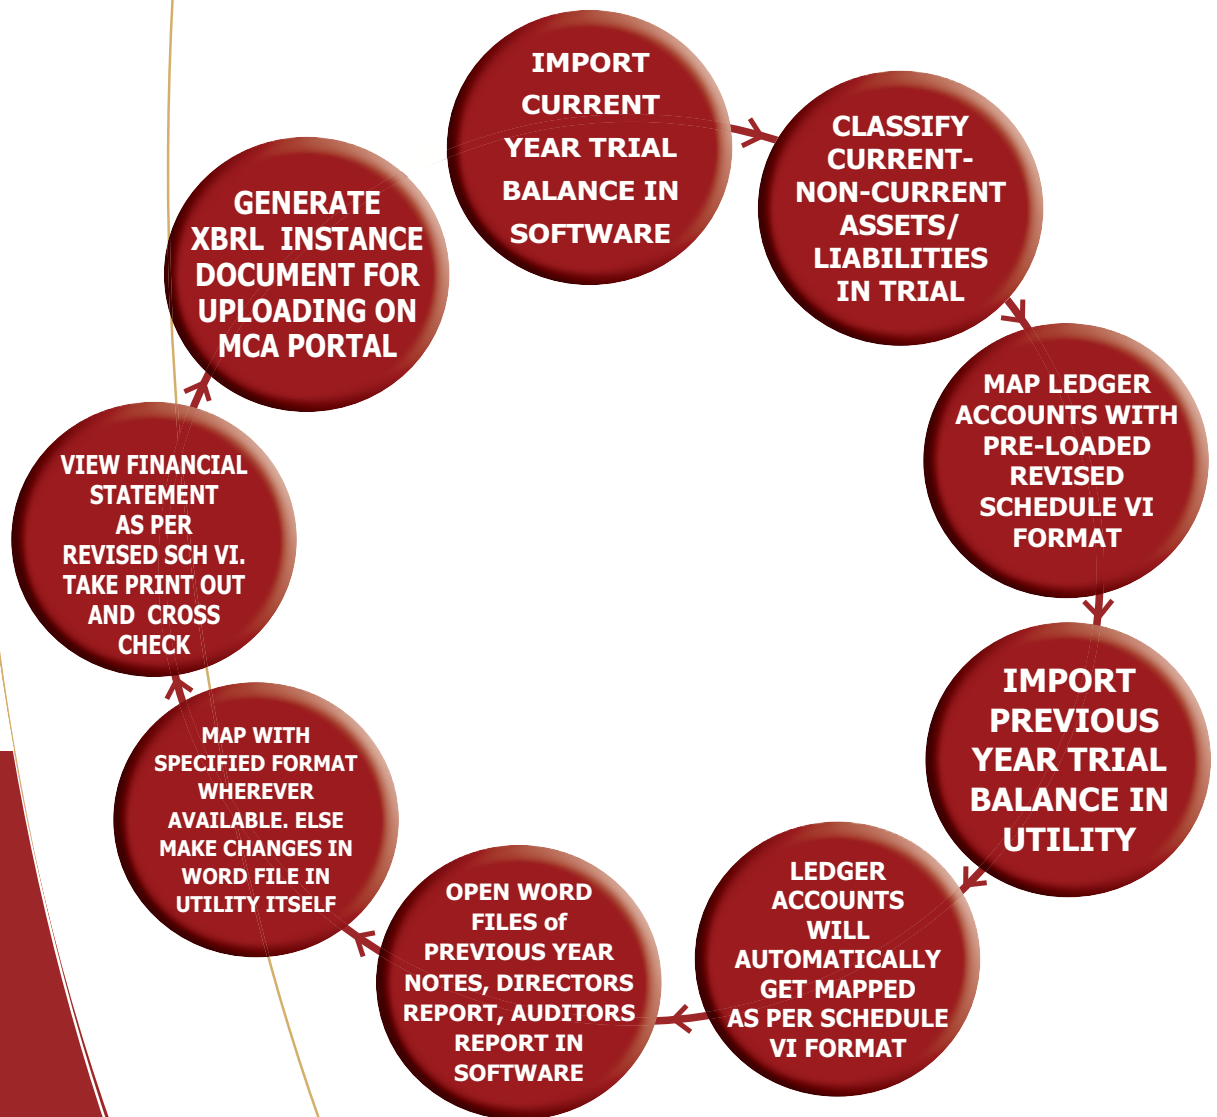 IMPORT
CURRENT
YEAR TRIAL
BALANCE IN
SOFTWARE
CLASSIFY
CURRENT-
NON-CURRENT
ASSETS/
LIABILITIES
IN TRIAL
MAP LEDGER
ACCOUNTS WITH
PRE-LOADED
REVISED
SCHEDULE VI
FORMAT
IMPORT
PREVIOUS
YEAR TRIAL
BALANCE IN
UTILITY
LEDGER
ACCOUNTS
WILL
AUTOMATICALLY
GET MAPPED
AS PER SCHEDULE
VI FORMAT
OPEN WORD
FILES of
PREVIOUS YEAR
NOTES, DIRECTORS
REPORT, AUDITORS
REPORT IN
SOFTWARE
MAP WITH
SPECIFIED FORMAT
WHEREVER
AVAILABLE. ELSE
MAKE CHANGES IN
WORD FILE IN
UTILITY ITSELF
VIEW FINANCIAL
STATEMENT
AS PER
REVISED SCH VI.
TAKE PRINT OUT
AND CROSS
CHECK
GENERATE
XBRL INSTANCE
DOCUMENT FOR
UPLOADING ON
MCA PORTAL